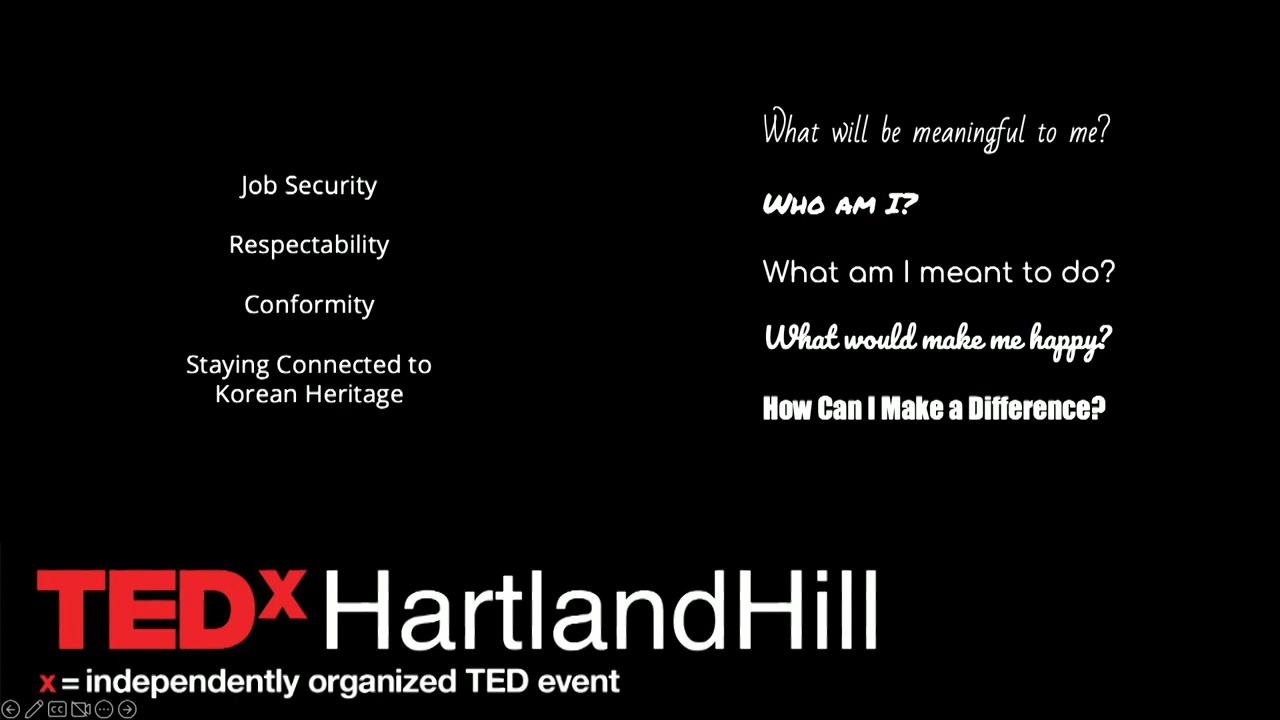 Job Security
Respectability
Conformity
Staying Connected to
Korean Heritage
What will be meaningful to me?
Who am I?
What am I meant to do?
What would make me happy?
How Can I Make a Difference?
TEDx HartlandHill
x = independently organized TED event
CC